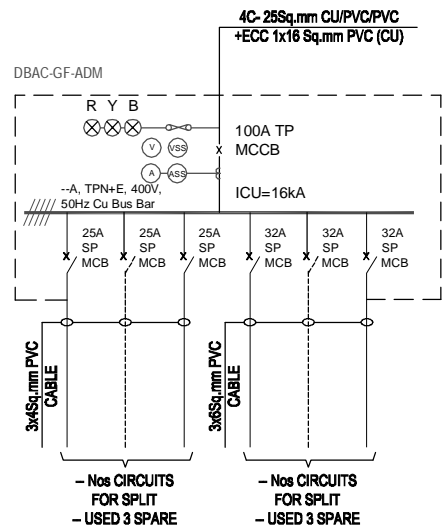 4C- 25Sq.mm CU/PVC/PVC
+ECC 1x16 Sq.mm PVC (CU)
DBAC-GF-ADM
R Y B
100A TP
MCCB
V VSS
A ASS
ICU=16kA
--A, TPN+E, 400V,
50Hz Cu Bus Bar
25A
SP
MCB
25A
SP
MCB
25A
SP
MCB
32A
SP
MCB
32A
SP
MCB
32A
SP
MCB
3x4Sq.mm PVC
CABLE
3x6Sq.mm PVC
CABLE
-- Nos CIRCUITS
FOR SPLIT
-- USED 3 SPARE
-- Nos CIRCUITS
FOR SPLIT
-- USED 3 SPARE